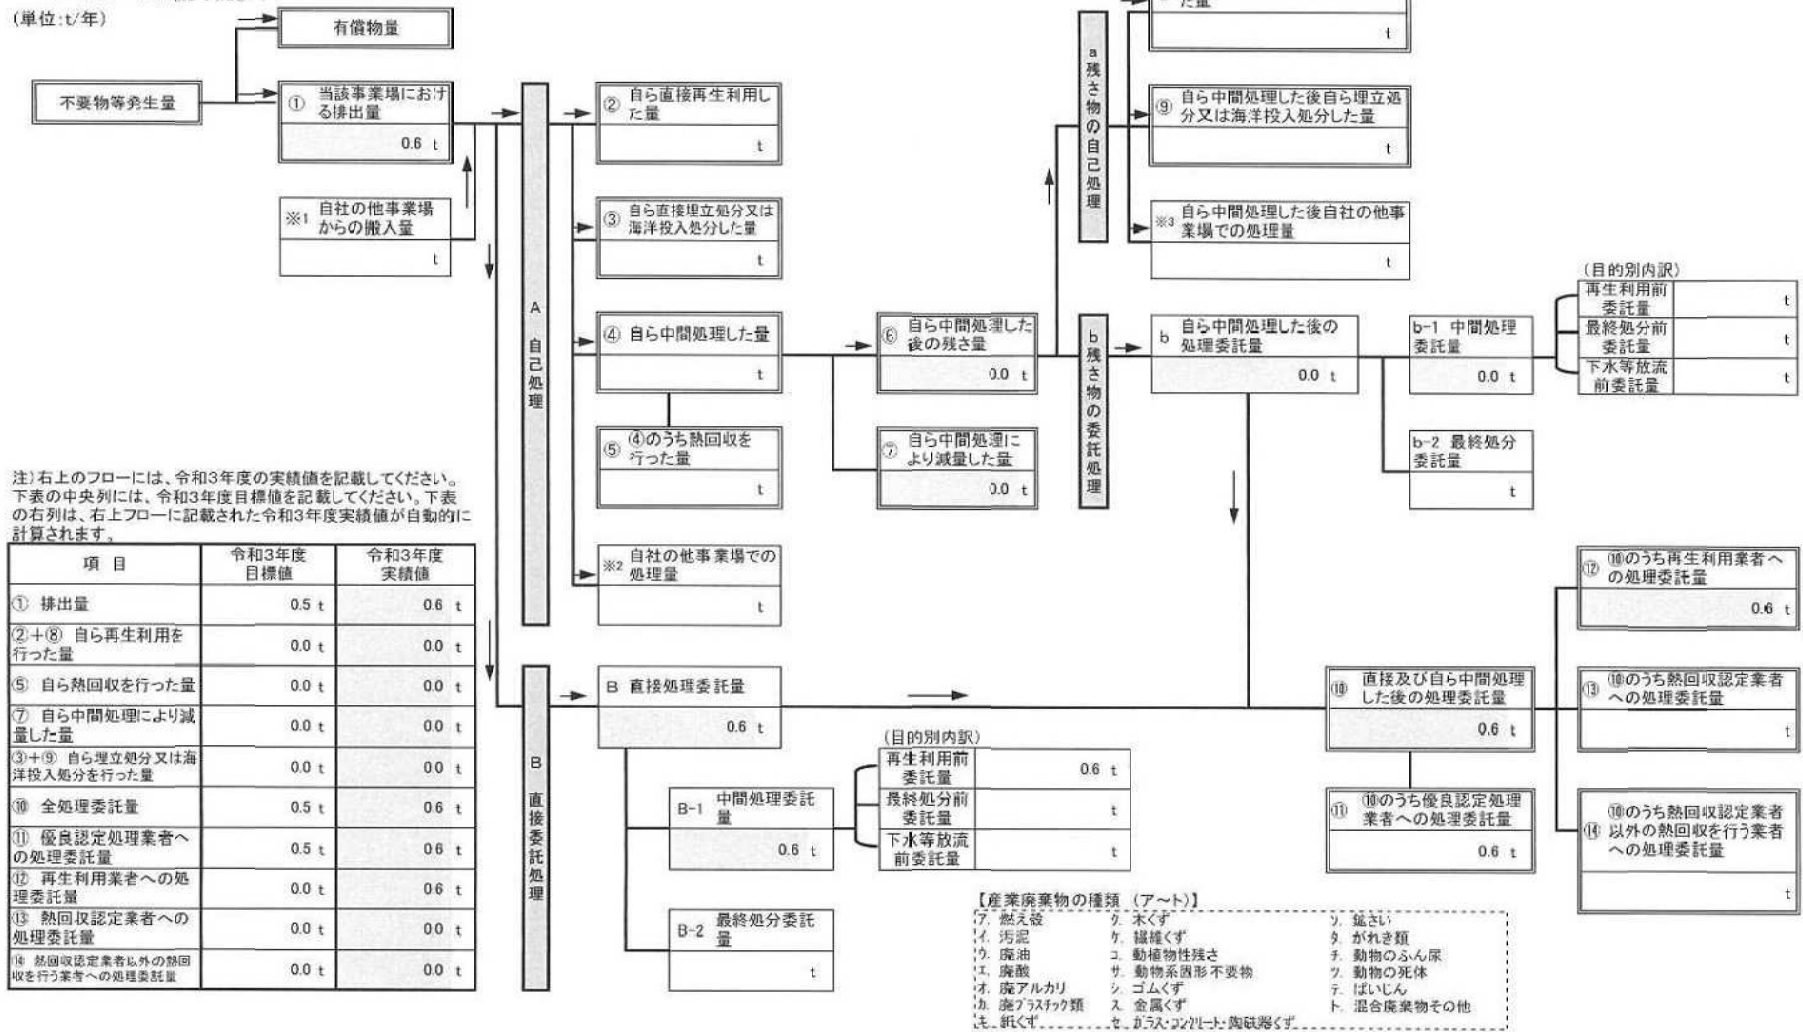 (単位:t/年)
有償物量
不要物等発生量
① 当該事業場におけ
る排出量
0.6 t
※1 自社の他事業場
からの搬入量
t
A 自己処理
② 自ら直接再生利用し
た量
t
③ 自ら直接埋立処分又は
海洋投入処分した量
t
④ 自ら中間処理した量
t
⑤ ④のうち熱回収を
行った量
t
※2 自社の他事業場での
処理量
t
⑥ 自ら中間処理した
後の残さ量
0.0 t
⑦ 自ら中間処理に
より減量した量
0.0 t
a 残さ物の自己処理
た量
t
⑨ 自ら中間処理した後自ら埋立処
分又は海洋投入処分した量
t
※3 自ら中間処理した後自社の他事
業場での処理量
t
b 残さ物の委託処理
b 自ら中間処理した後の
処理委託量
0.0 t
b-1 中間処理
委託量
0.0 t
b-2 最終処分
委託量
t
(目的別内訳)
再生利用前
委託量 t
最終処分前
委託量 t
下水等放流
前委託量 t
注)右上のフローには、令和3年度の実績値を記載してください。
下表の中央列には、令和3年度目標値を記載してください。下表
の右列は、右上フローに記載された令和3年度実績値が自動的に
計算されます。
項 目 令和3年度 目標値 令和3年度 実績値
① 排出量 0.5 t 0.6 t
②+⑧ 自ら再生利用を
行った量 0.0 t 0.0 t
⑤ 自ら熱回収を行った量 0.0 t 0.0 t
⑦ 自ら中間処理により減
量した量 0.0 t 0.0 t
③+⑨ 自ら埋立処分又は海
洋投入処分を行った量 0.0 t 0.0 t
⑩ 全処理委託量 0.5 t 0.6 t
⑪ 優良認定処理業者へ
の処理委託量 0.5 t 0.6 t
⑫ 再生利用業者への処
理委託量 0.0 t 0.6 t
⑬ 熱回収認定業者への
処理委託量 0.0 t 0.0 t
⑭ 熱回収認定業者以外の熱回
収を行う業者への処理委託量 0.0 t 0.0 t
B 直接委託処理
B 直接処理委託量
0.6 t
B-1 中間処理委託
量
0.6 t
B-2 最終処分委託
量
t
(目的別内訳)
再生利用前
委託量 0.6 t
最終処分前
委託量 t
下水等放流
前委託量 t
⑩ 直接及び自ら中間処理
した後の処理委託量
0.6 t
⑪ ⑩のうち優良認定処理
業者への処理委託量
0.6 t
⑫ ⑩のうち再生利用業者へ
の処理委託量
0.6 t
⑬ ⑩のうち熱回収認定業者
への処理委託量
t
⑭ ⑩のうち熱回収認定業者
以外の熱回収を行う業者
への処理委託量
t
【産業廃棄物の種類 (ア～ト)】
ア. 燃え殻 ク. 木くず ソ. 鉱さい
イ. 汚泥 ケ. 繊維くず タ. がれき類
ウ. 廃油 コ. 動植物性残さ チ. 動物のふん尿
エ. 廃酸 サ. 動物系固形不要物 ツ. 動物の死体
オ. 廃アルカリ シ. ゴムくず テ. ばいじん
カ. 廃プラスチック類 ス. 金属くず ト. 混合廃棄物その他
キ. 紙くず セ. ガラス・コンクリート・陶磁器くず